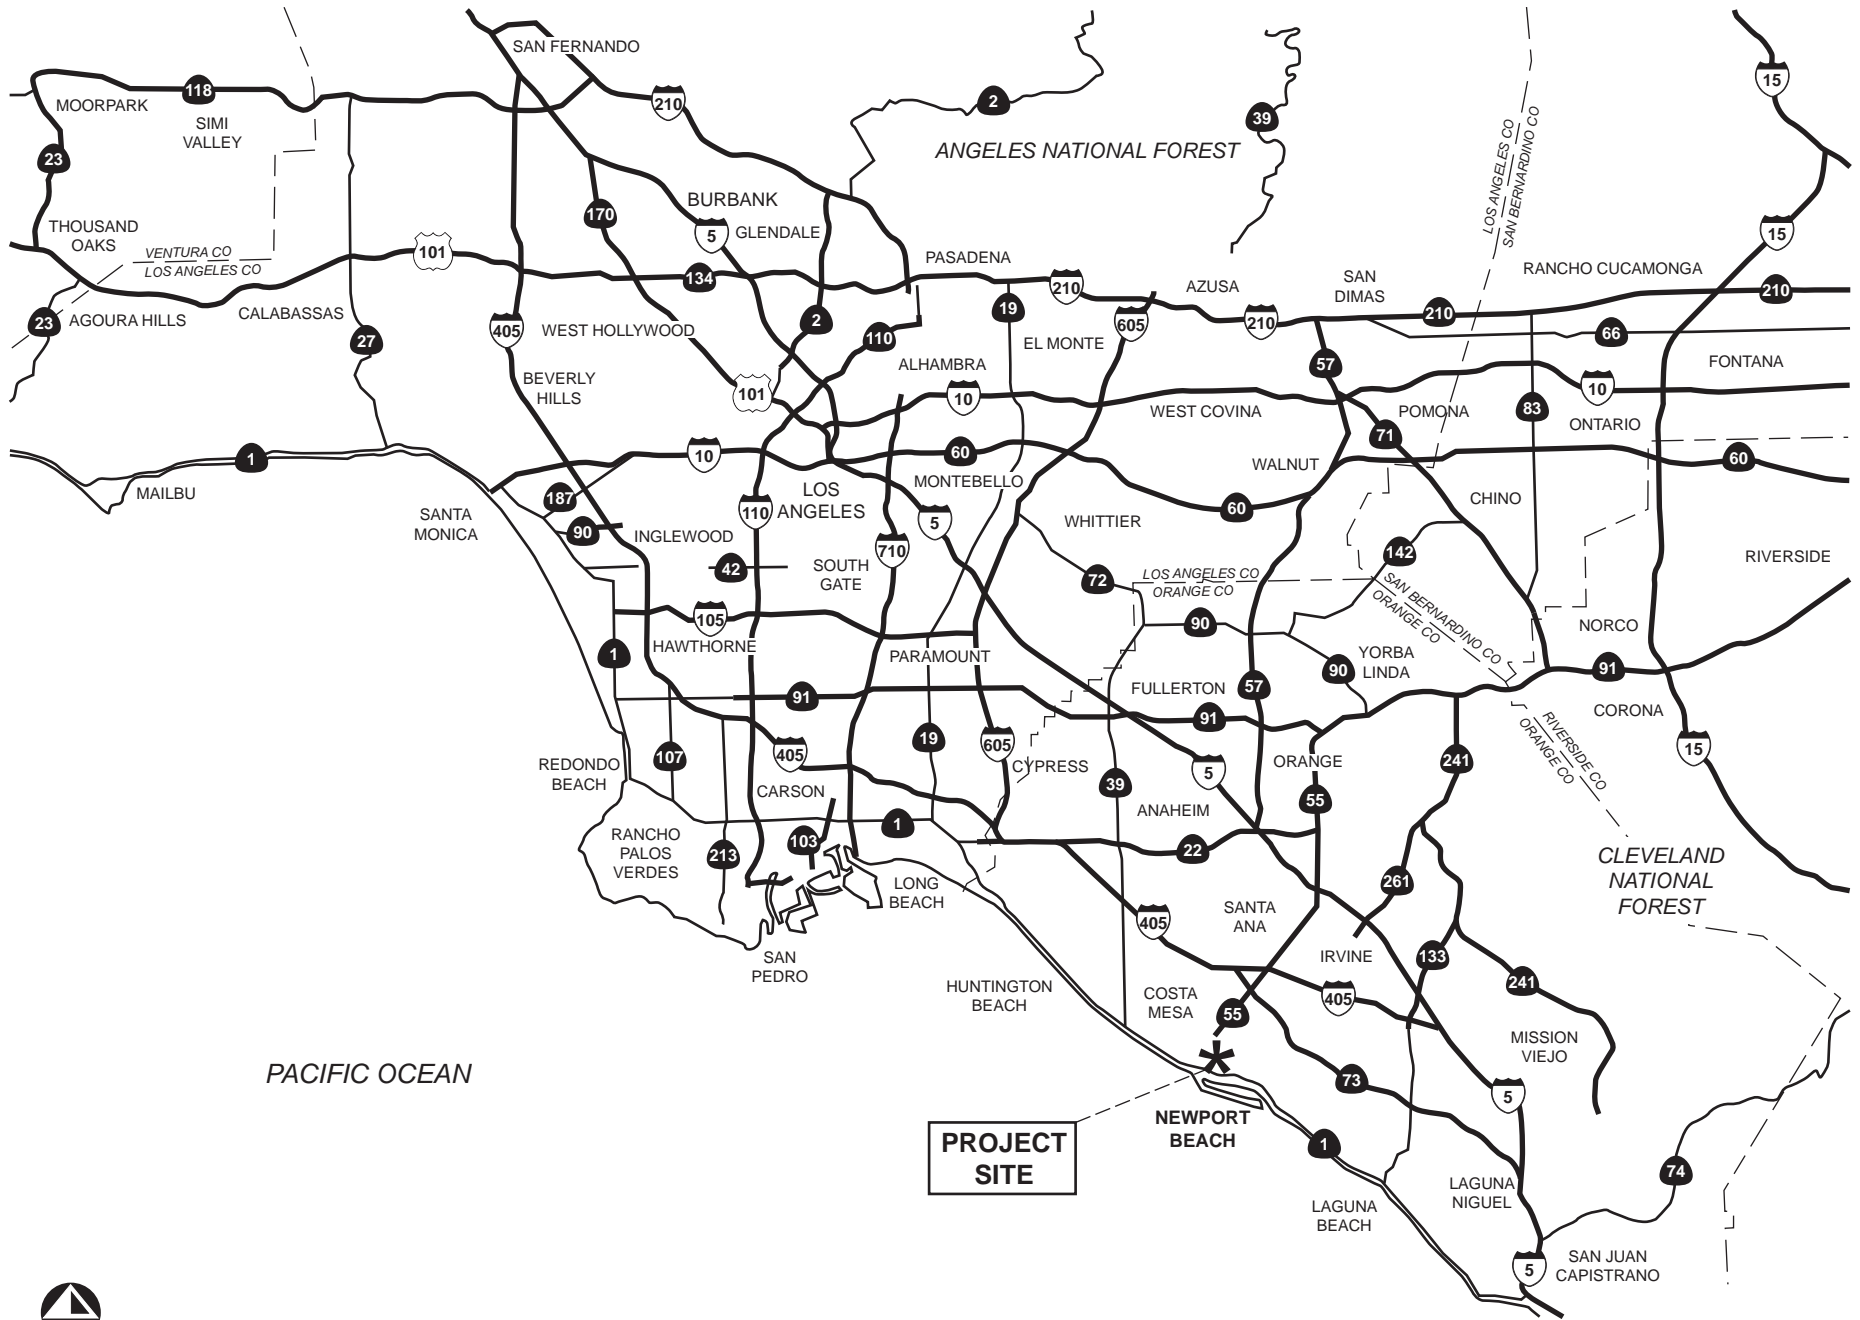 SAN FERNANDO
15
118
MOORPARK
210
2
SIMI
VALLEY
39
23
ANGELES NATIONAL FOREST
LOS ANGELES CO
SAN BERNARDINO CO
BURBANK
170
THOUSAND
OAKS
5
GLENDALE
15
VENTURA CO
LOS ANGELES CO
101
134
PASADENA
210
AZUSA
SAN
DIMAS
RANCHO CUCAMONGA
210
23
AGOURA HILLS
CALABASSAS
27
405
WEST HOLLYWOOD
2
110
19
605
210
210
66
EL MONTE
ALHAMBRA
57
FONTANA
BEVERLY
HILLS
101
10
10
WEST COVINA
POMONA
83
ONTARIO
71
1
10
60
60
WALNUT
MAILBU
MONTEBELLO
187
LOS
ANGELES
CHINO
SANTA
MONICA
110
5
60
WHITTIER
90
INGLEWOOD
710
142
RIVERSIDE
42
SOUTH
GATE
72
LOS ANGELES CO
ORANGE CO
SAN BERNARDINO CO
ORANGE CO
105
90
NORCO
HAWTHORNE
1
PARAMOUNT
YORBA
LINDA
90
91
FULLERTON
57
91
91
CORONA
RIVERSIDE CO
ORANGE CO
19
605
15
107
405
241
REDONDO
BEACH
CYPRESS
5
ORANGE
39
CARSON
55
ANAHEIM
1
RANCHO
PALOS
VERDES
213
103
22
CLEVELAND
NATIONAL
FOREST
261
LONG
BEACH
SANTA
ANA
405
IRVINE
133
SAN
PEDRO
241
HUNTINGTON
BEACH
COSTA
MESA
405
55
MISSION
VIEJO
PACIFIC OCEAN
73
5
NEWPORT
BEACH
PROJECT
SITE
1
74
LAGUNA
NIGUEL
LAGUNA
BEACH
5
SAN JUAN
CAPISTRANO